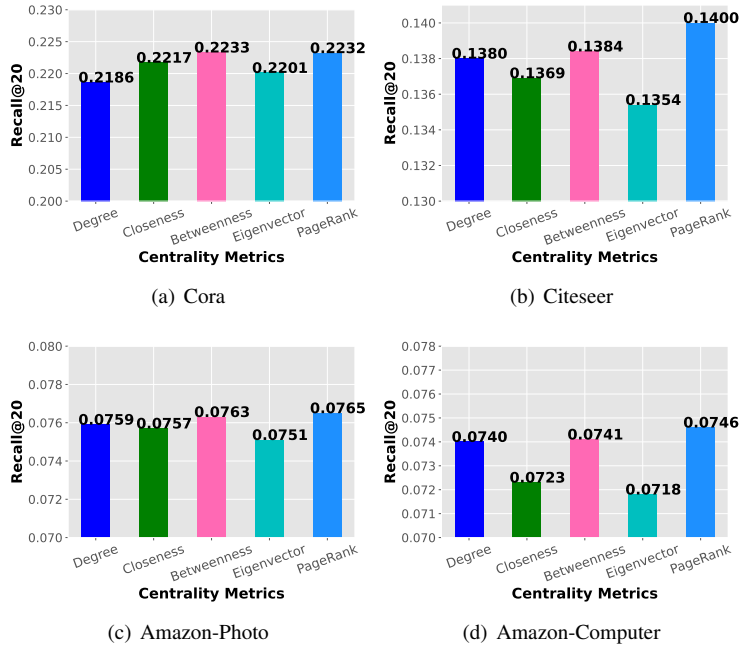 0.230
0.225
0.220
0.215
0.210
0.205
0.200
Recall@20
0.2186
0.2217
0.2233
0.2201
0.2232
Degree
Closeness
Betweenness
Eigenvector
PageRank
Centrality Metrics
(a) Cora
0.140
0.138
0.136
0.134
0.132
0.130
Recall@20
0.1380
0.1369
0.1384
0.1354
0.1400
Degree
Closeness
Betweenness
Eigenvector
PageRank
Centrality Metrics
(b) Citeseer
0.080
0.078
0.076
0.074
0.072
0.070
Recall@20
0.0759
0.0757
0.0763
0.0751
0.0765
Degree
Closeness
Betweenness
Eigenvector
PageRank
Centrality Metrics
(c) Amazon-Photo
0.078
0.077
0.076
0.075
0.074
0.073
0.072
0.071
0.070
Recall@20
0.0740
0.0723
0.0741
0.0718
0.0746
Degree
Closeness
Betweenness
Eigenvector
PageRank
Centrality Metrics
(d) Amazon-Computer